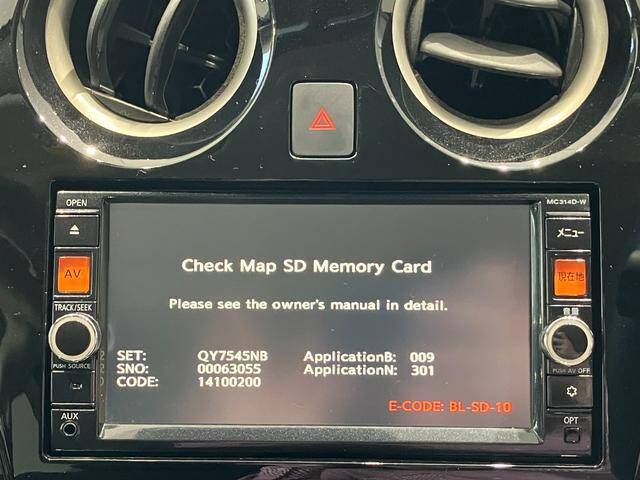 OPEN
MC314D-W
メニュー
AV
現在地
TRACK/SEEK
音量
PUSH SOURCE
PUSH AV OFF
AUX
OPT
Check Map SD Memory Card
Please see the owner's manual in detail.
SET: QY7545NB ApplicationB: 009
SNO: 00063055 ApplicationN: 301
CODE: 14100200
E-CODE: BL-SD-10